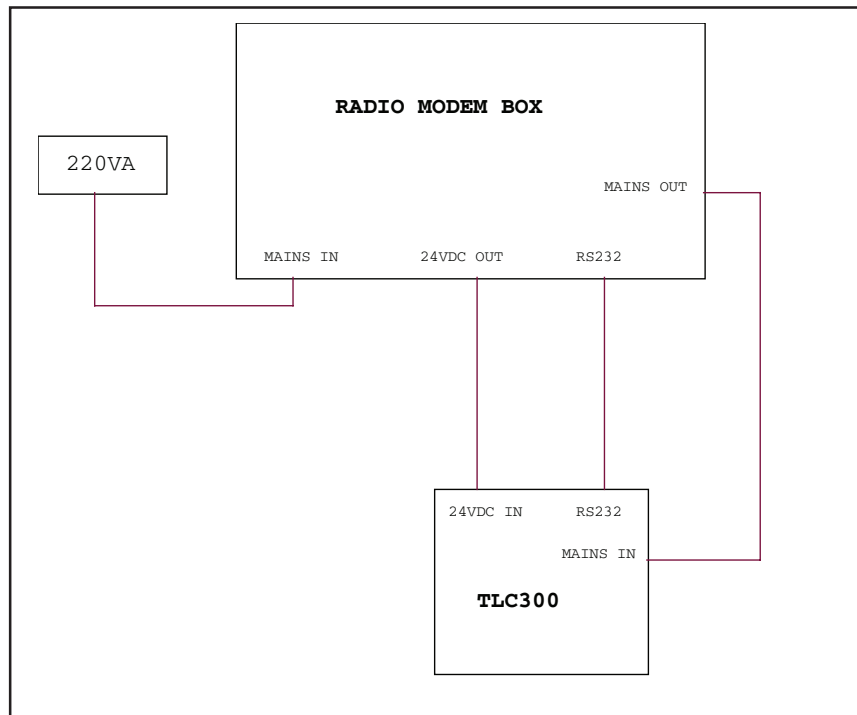 RADIO MODEM BOX
220VA
MAINS OUT
MAINS IN 24VDC OUT RS232
24VDC IN RS232
MAINS IN
TLC300